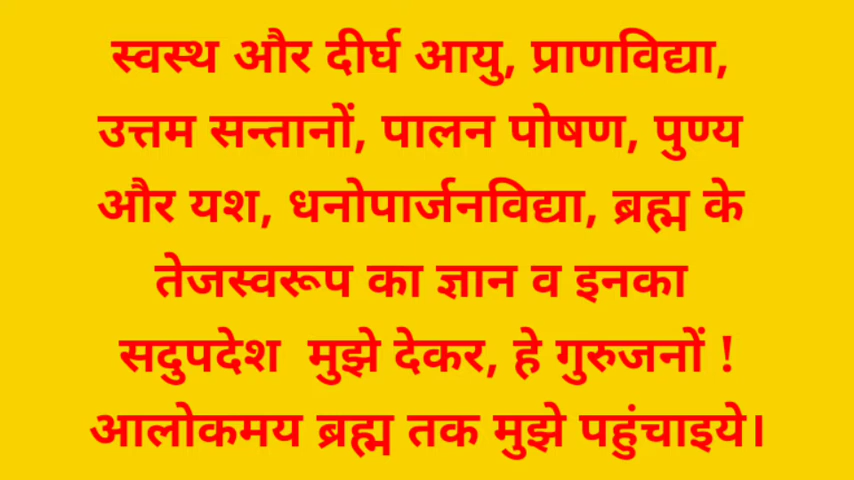 स्वस्थ और दीर्घ आयु, प्राणविद्या,
उत्तम सन्तानों, पालन पोषण, पुण्य
और यश, धनोपार्जनविद्या, ब्रह्म के
तेजस्वरूप का ज्ञान व इनका
सदुपदेश मुझे देकर, हे गुरुजनों !
आलोकमय ब्रह्म तक मुझे पहुंचाइये।